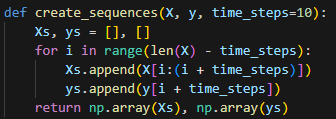 def create_sequences(X, y, time_steps=10):
    Xs, ys = [], []
    for i in range(len(X) - time_steps):
        Xs.append(X[i:(i + time_steps)])
        ys.append(y[i + time_steps])
    return np.array(Xs), np.array(ys)